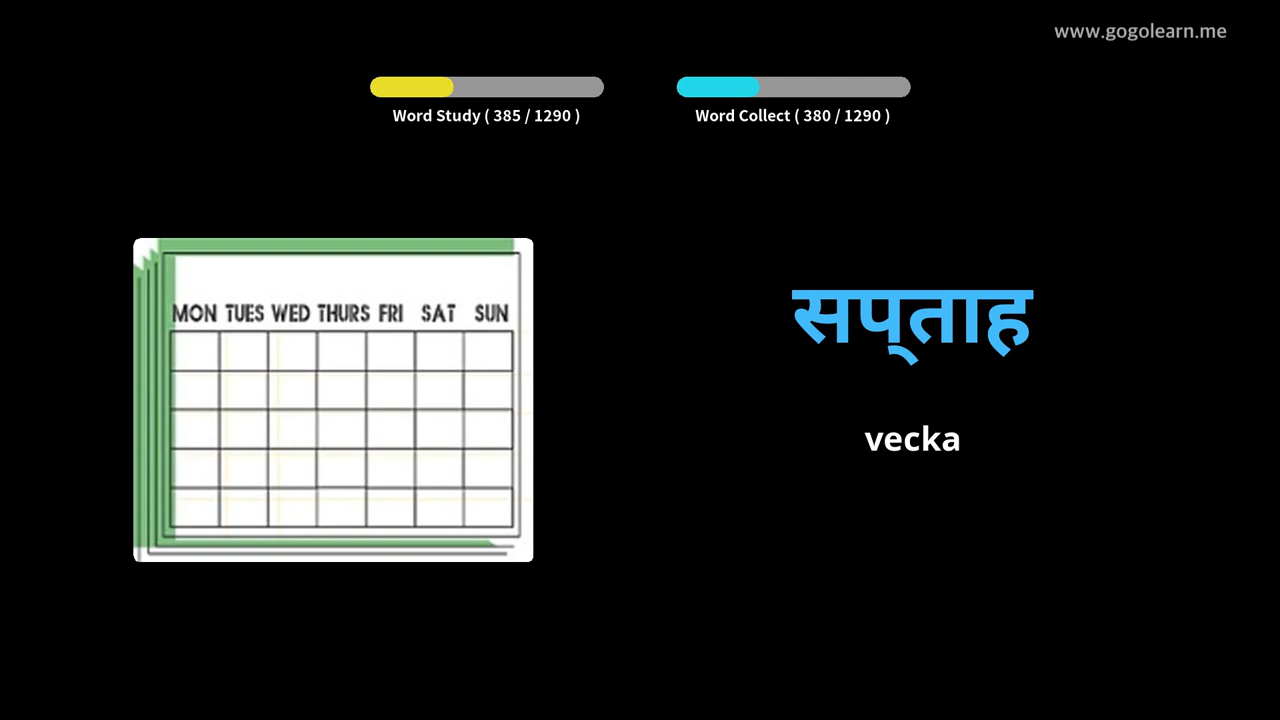 www.gogolearn.me
Word Study ( 385 / 1290 )
Word Collect ( 380 / 1290 )
MON TUES WED THURS FRI SAT SUN
सप्ताह
vecka